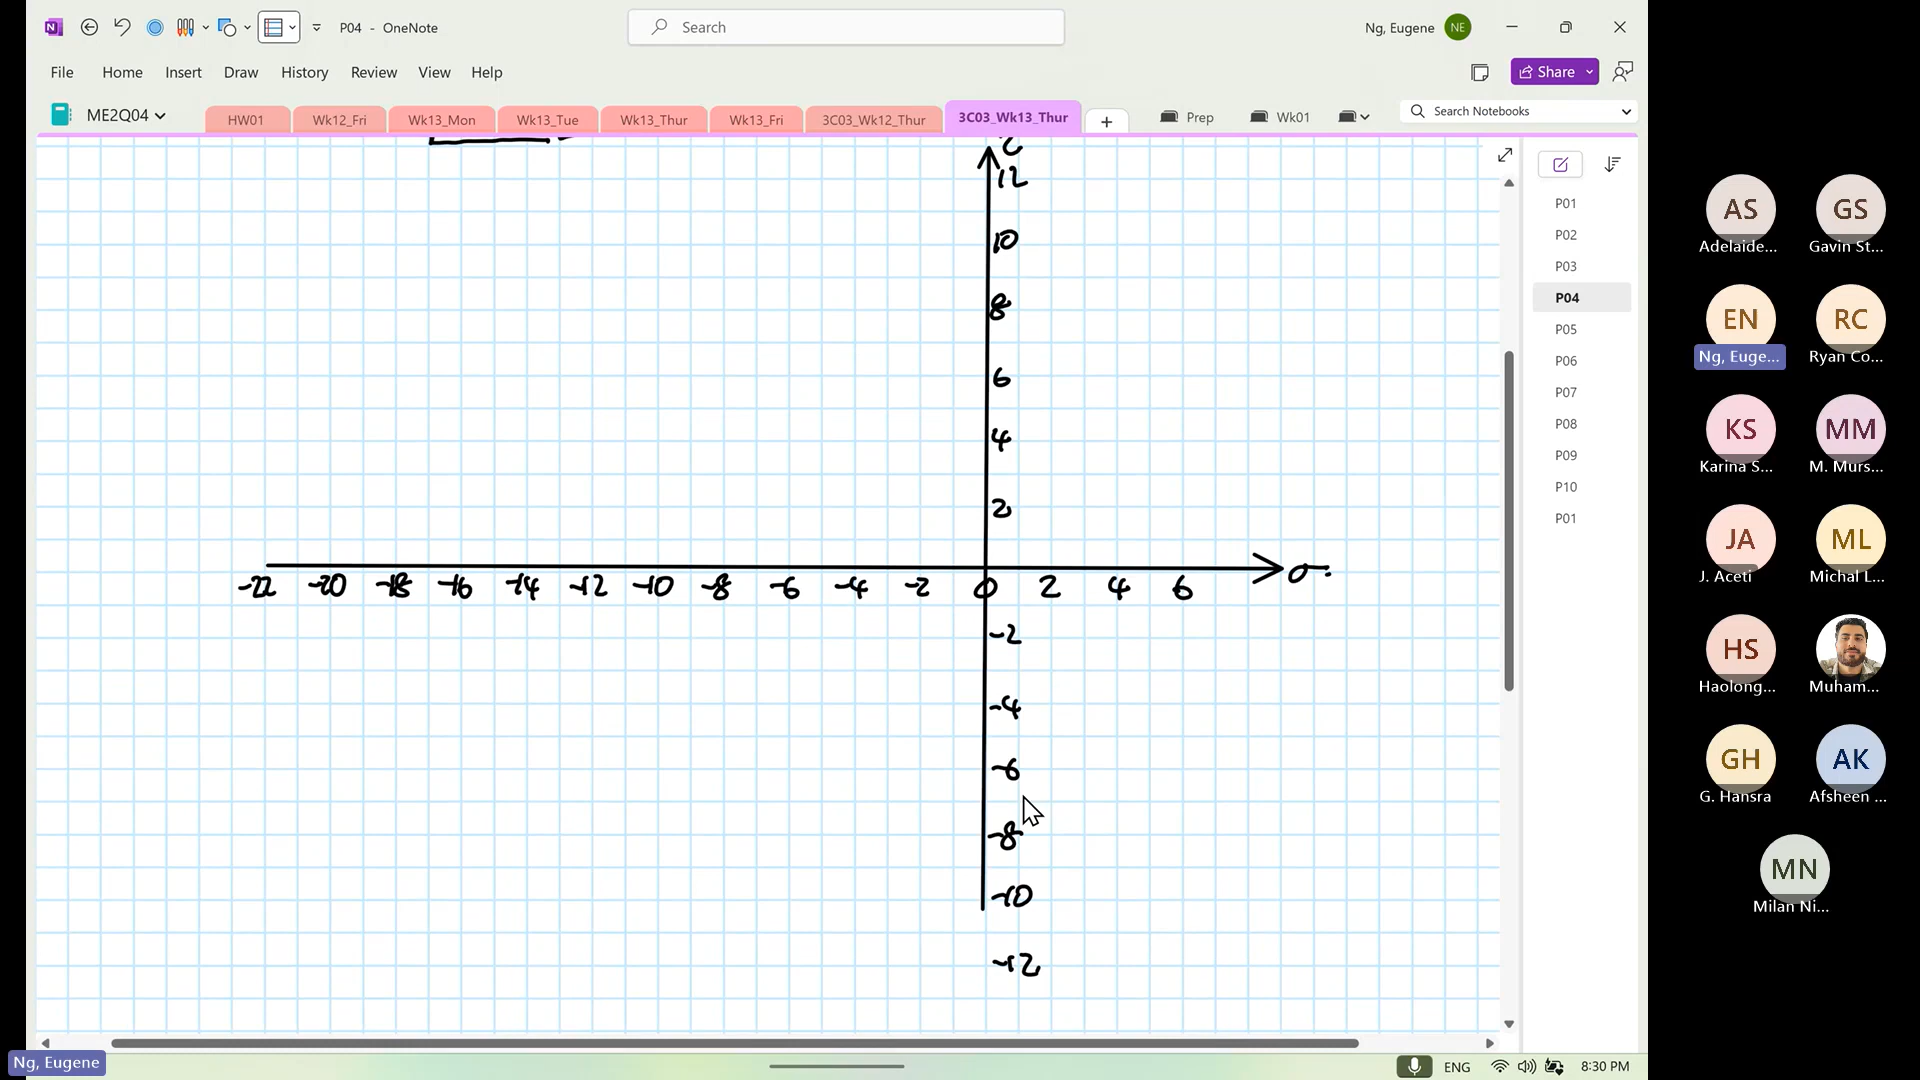 P04 - OneNote
Search
Ng, Eugene
NE
File
Home
Insert
Draw
History
Review
View
Help
Share
ME2Q04
HW01
Wk12_Fri
Wk13_Mon
Wk13_Tue
Wk13_Thur
Wk13_Fri
3C03_Wk12_Thur
3C03_Wk13_Thur
+
Prep
Wk01
Search Notebooks
12
10
8
6
4
2
-22 -20 -18 -16 -14 -12 -10 -8 -6 -4 -2 0 2 4 6 σ
-2
-4
-6
-8
-10
-12
P01
P02
P03
P04
P05
P06
P07
P08
P09
P10
P01
AS
Adelaide...
GS
Gavin St...
EN
Ng, Euge...
RC
Ryan Co...
KS
Karina S...
MM
M. Murs...
JA
J. Aceti
ML
Michal L...
HS
Haolong...
Muham...
GH
G. Hansra
AK
Afsheen ...
MN
Milan Ni...
Ng, Eugene
ENG
8:30 PM